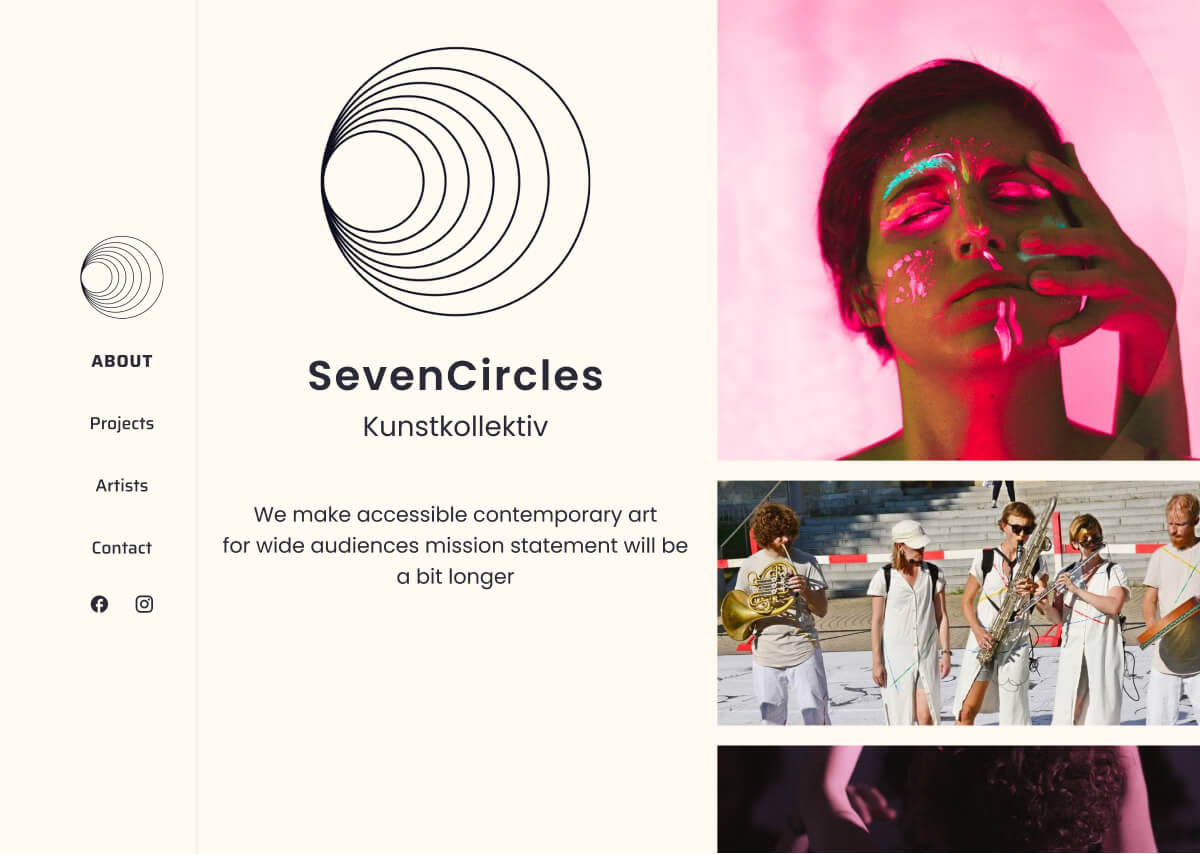 ABOUT
Projects
Artists
Contact
SevenCircles
Kunstkollektiv
We make accessible contemporary art
for wide audiences mission statement will be
a bit longer